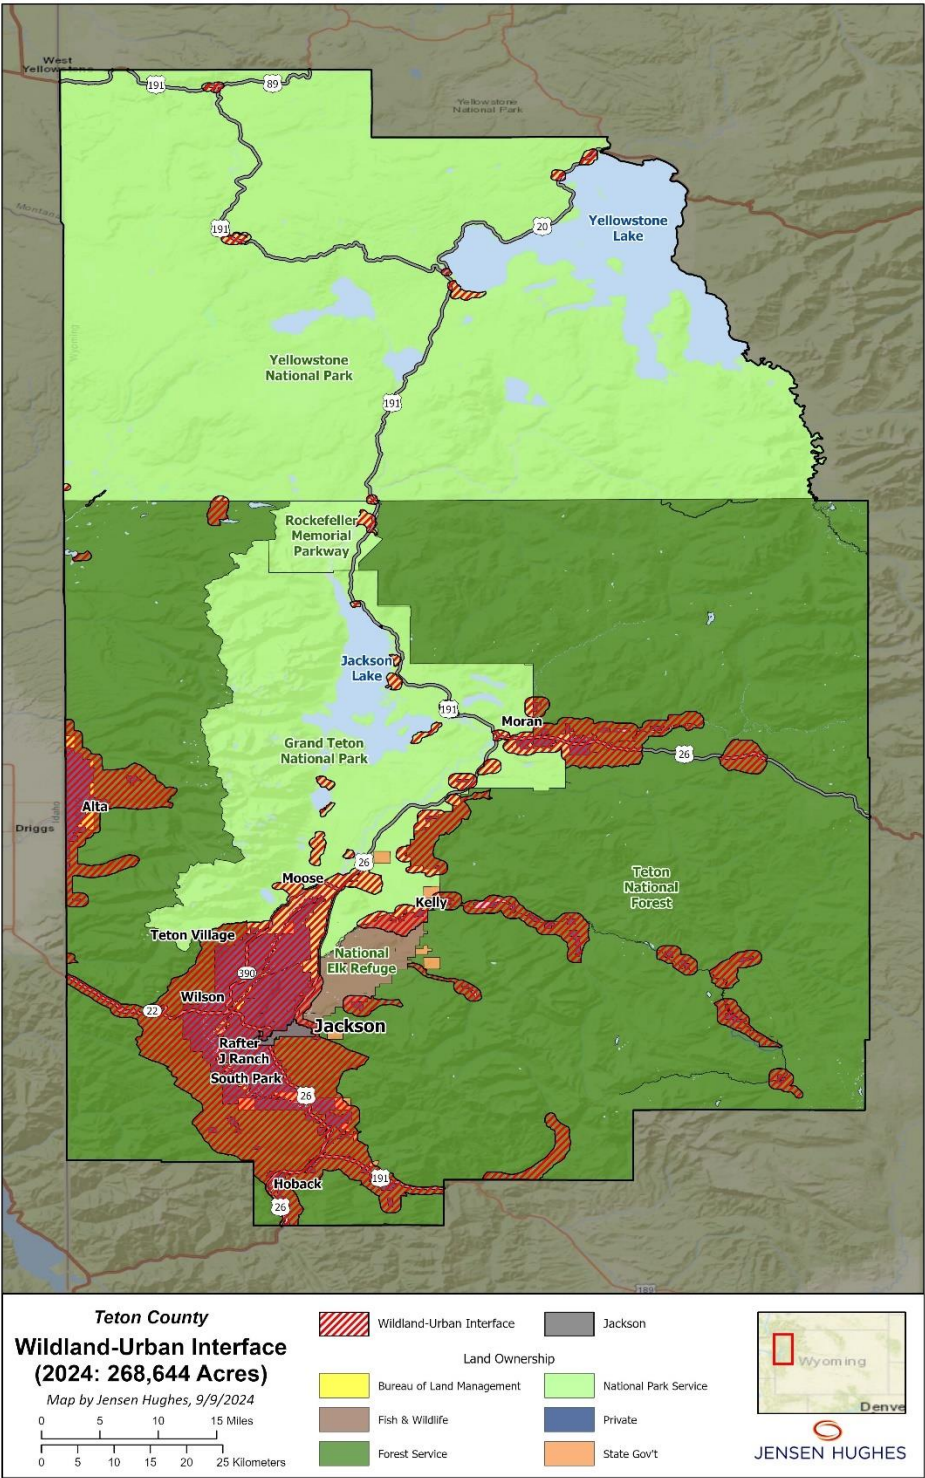 West
Yellowstone
191
89
Yellowstone
National Park
Montana
191
20
Yellowstone
Lake
Wyoming
Yellowstone
National Park
191
Rockefeller
Memorial
Parkway
Jackson
Lake
191
Moran
26
Grand Teton
National Park
Alta
Idaho
Driggs
26
Moose
Teton
National
Forest
Kelly
Teton Village
National
Elk Refuge
390
Wilson
22
Jackson
Rafter
J Ranch
South Park
26
191
Hoback
26
189
Teton County
Wildland-Urban Interface
(2024: 268,644 Acres)
Map by Jensen Hughes, 9/9/2024
0 5 10 15 Miles
0 5 10 15 20 25 Kilometers
Wildland-Urban Interface
Jackson
Land Ownership
Bureau of Land Management
National Park Service
Fish & Wildlife
Private
Forest Service
State Gov't
Wyoming
Denve
JENSEN HUGHES